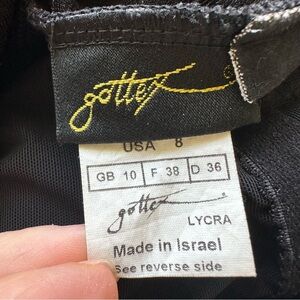 gottex
USA 8
GB 10 F 38 D 36
gottex
LYCRA
Made in Israel
See reverse side